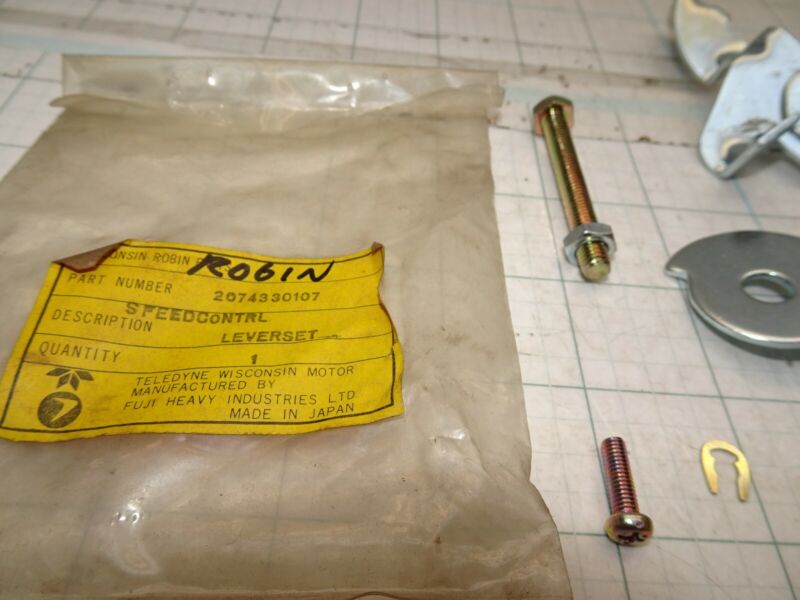 ONSIN ROBIN
ROBIN
PART NUMBER 2074330107
DESCRIPTION SPEEDCONTRL
LEVERSET
QUANTITY 1
TELEDYNE WISCONSIN MOTOR
MANUFACTURED BY
FUJI HEAVY INDUSTRIES LTD
MADE IN JAPAN